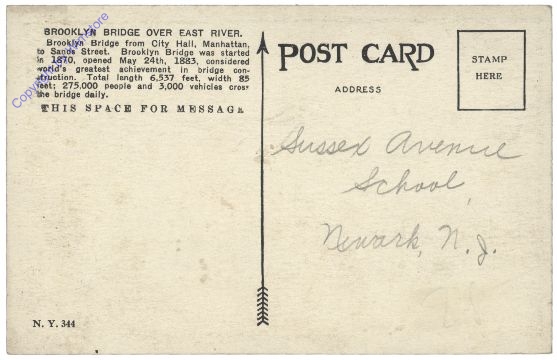 BROOKLYN BRIDGE OVER EAST RIVER.
Brooklyn Bridge from City Hall, Manhattan,
to Sands Street. Brooklyn Bridge was started
in 1870, opened May 24th, 1883, considered
world's greatest achievement in bridge con-
struction. Total length 6,537 feet, width 85
feet; 275,000 people and 3,000 vehicles cross
the bridge daily.
THIS SPACE FOR MESSAGE
N. Y. 344
POST CARD
ADDRESS
STAMP
HERE
Sussex Avenue
School
Newark, N. J.